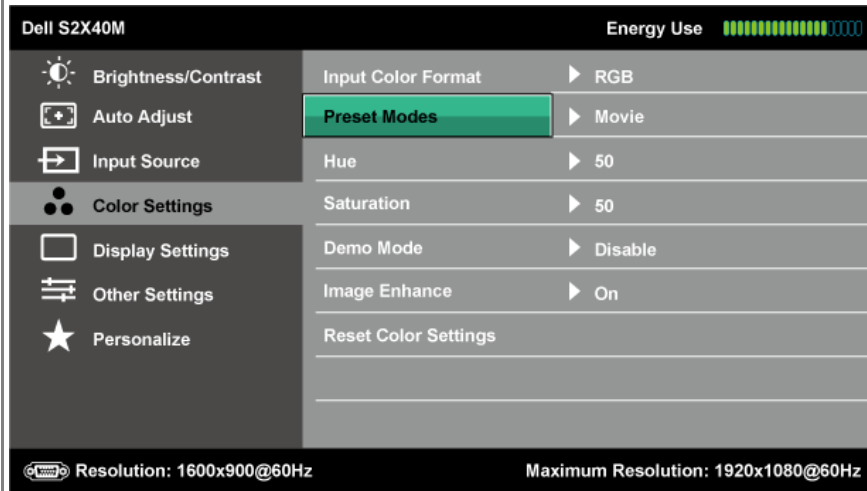 Dell S2X40M
Energy Use
Brightness/Contrast
Auto Adjust
Input Source
Color Settings
Display Settings
Other Settings
Personalize
Input Color Format
RGB
Preset Modes
Movie
Hue
50
Saturation
50
Demo Mode
Disable
Image Enhance
On
Reset Color Settings
Resolution: 1600x900@60Hz
Maximum Resolution: 1920x1080@60Hz